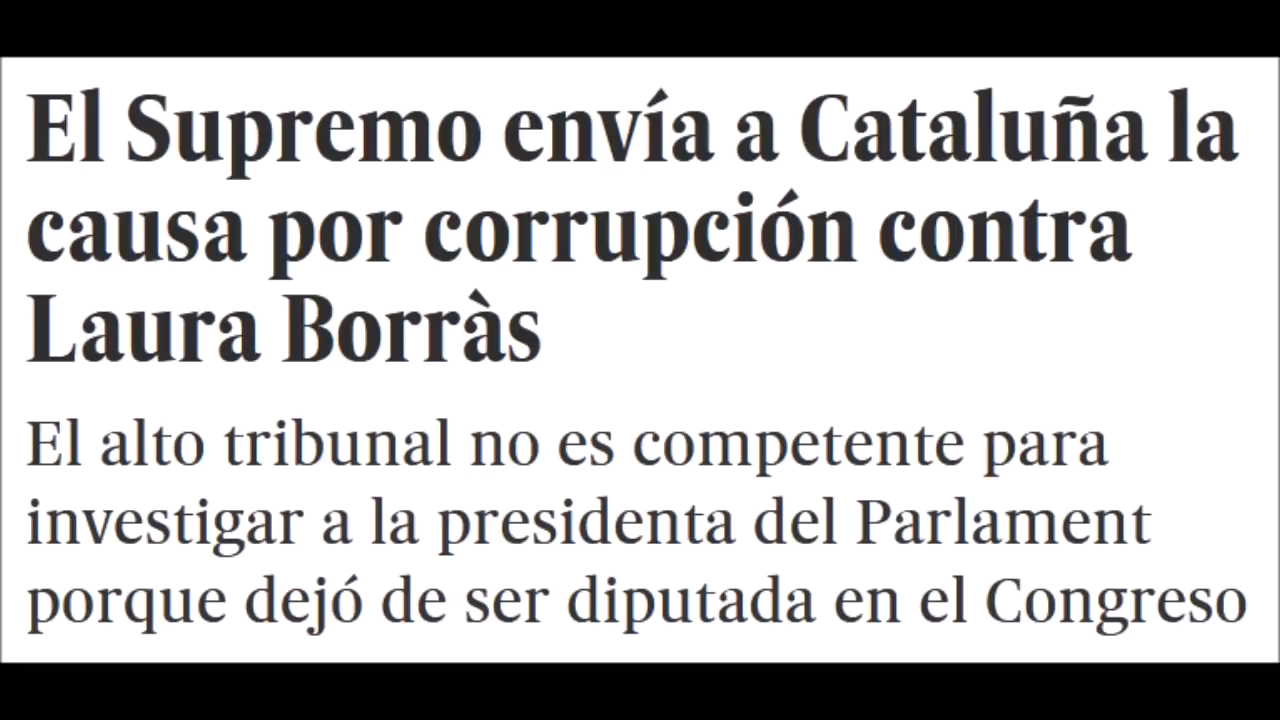 El Supremo envía a Cataluña la
causa por corrupción contra
Laura Borràs
El alto tribunal no es competente para
investigar a la presidenta del Parlament
porque dejó de ser diputada en el Congreso